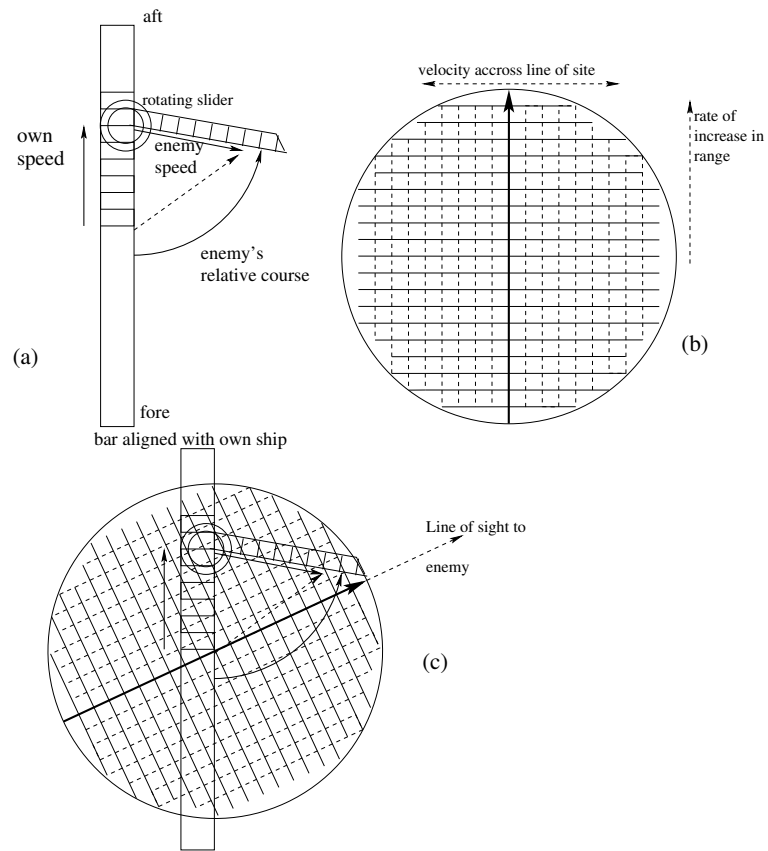 aft
rotating slider
own
speed
enemy
speed
enemy's
relative course
(a)
fore
velocity accross line of site
rate of
increase in
range
(b)
bar aligned with own ship
Line of sight to
enemy
(c)